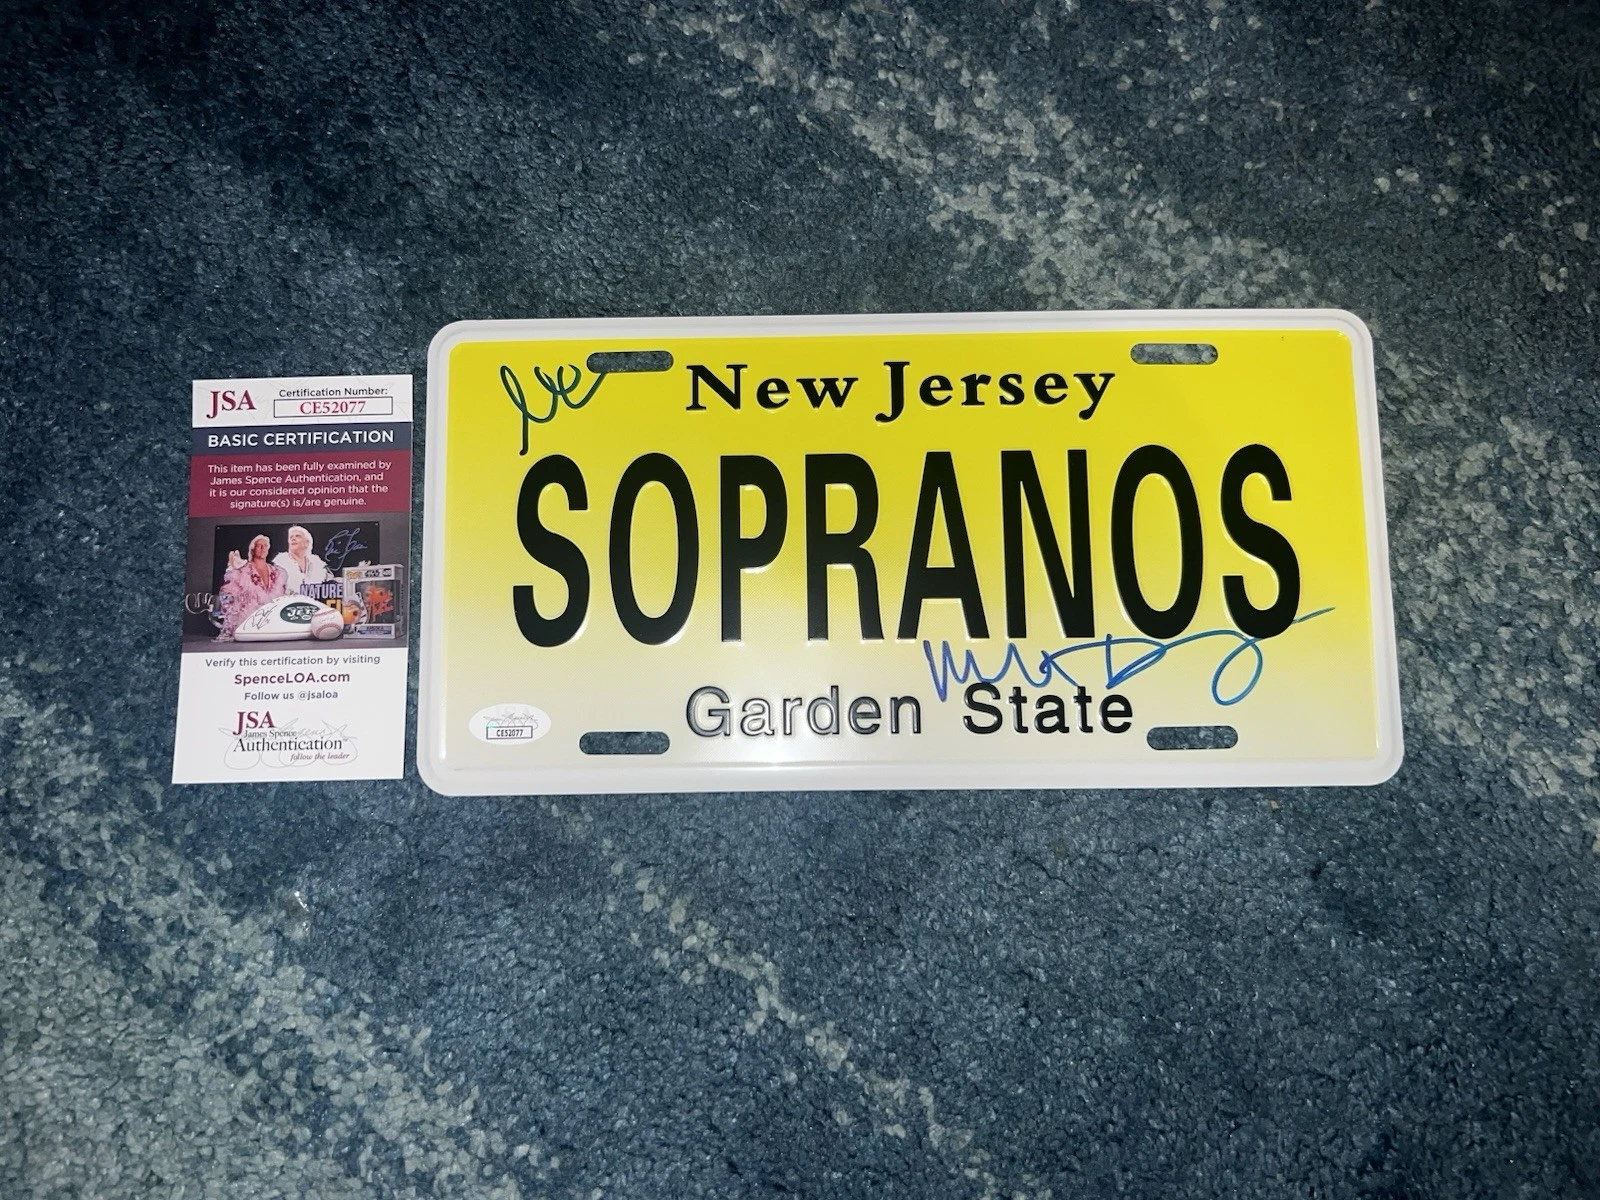 JSA
Certification Number:
CE52077
BASIC CERTIFICATION
This item has been fully examined by
James Spence Authentication, and
it is our considered opinion that the
signature(s) is/are genuine.
NATURE
JETS
Verify this certification by visiting
SpenceLOA.com
Follow us @jsaloa
JSA
James Spence
Authentication
follow the leader
New Jersey
SOPRANOS
Garden State
CE52077